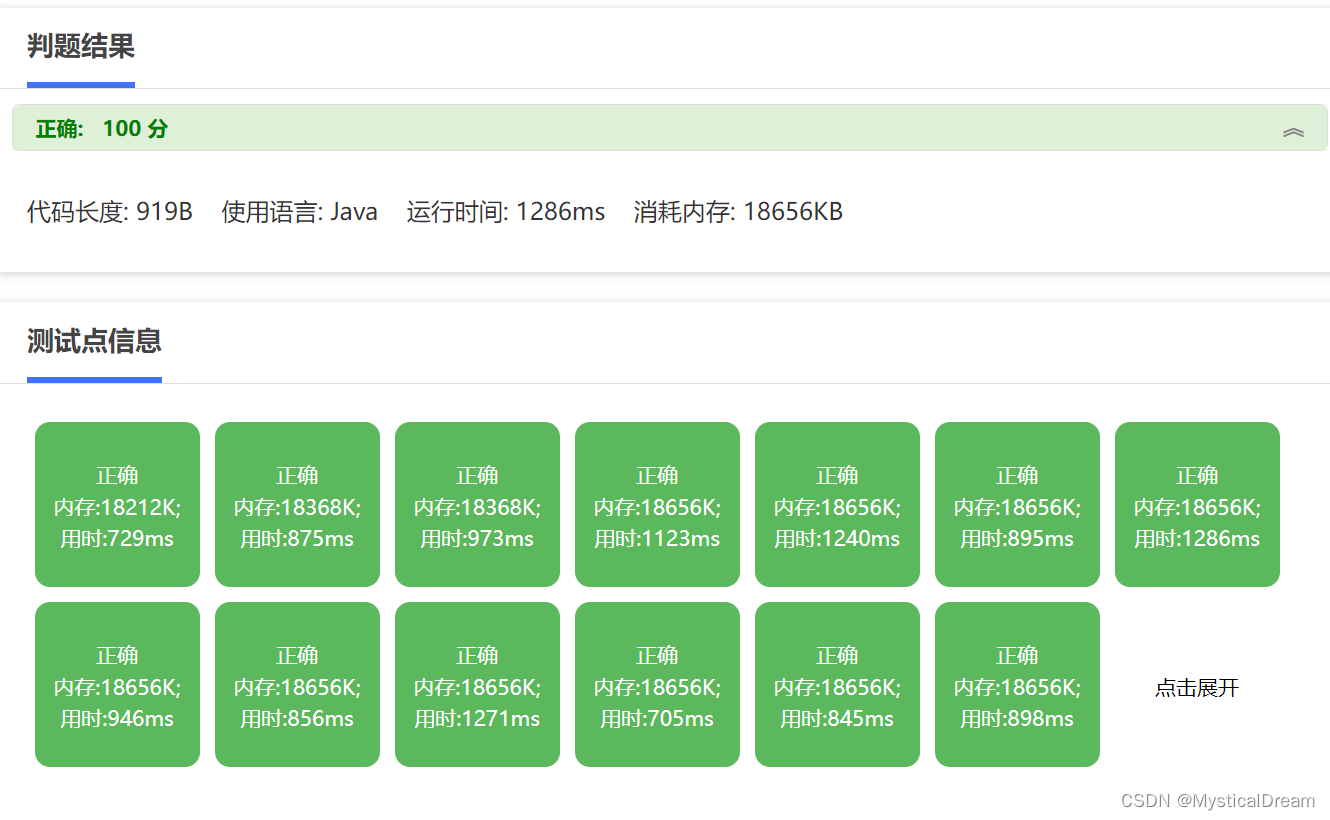 判题结果
正确: 100 分
代码长度: 919B 使用语言: Java 运行时间: 1286ms 消耗内存: 18656KB
测试点信息
正确
内存:18212K;
用时:729ms
正确
内存:18368K;
用时:875ms
正确
内存:18368K;
用时:973ms
正确
内存:18656K;
用时:1123ms
正确
内存:18656K;
用时:1240ms
正确
内存:18656K;
用时:895ms
正确
内存:18656K;
用时:1286ms
正确
内存:18656K;
用时:946ms
正确
内存:18656K;
用时:856ms
正确
内存:18656K;
用时:1271ms
正确
内存:18656K;
用时:705ms
正确
内存:18656K;
用时:845ms
正确
内存:18656K;
用时:898ms
点击展开
CSDN @MysticalDream